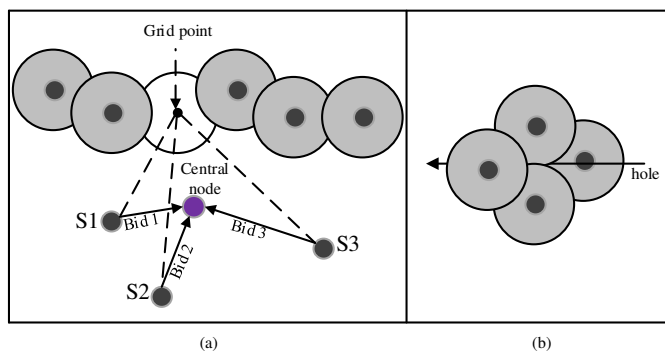 Grid point
Central
node
S1
Bid 1
Bid 2
Bid 3
S3
S2
hole
(a)
(b)